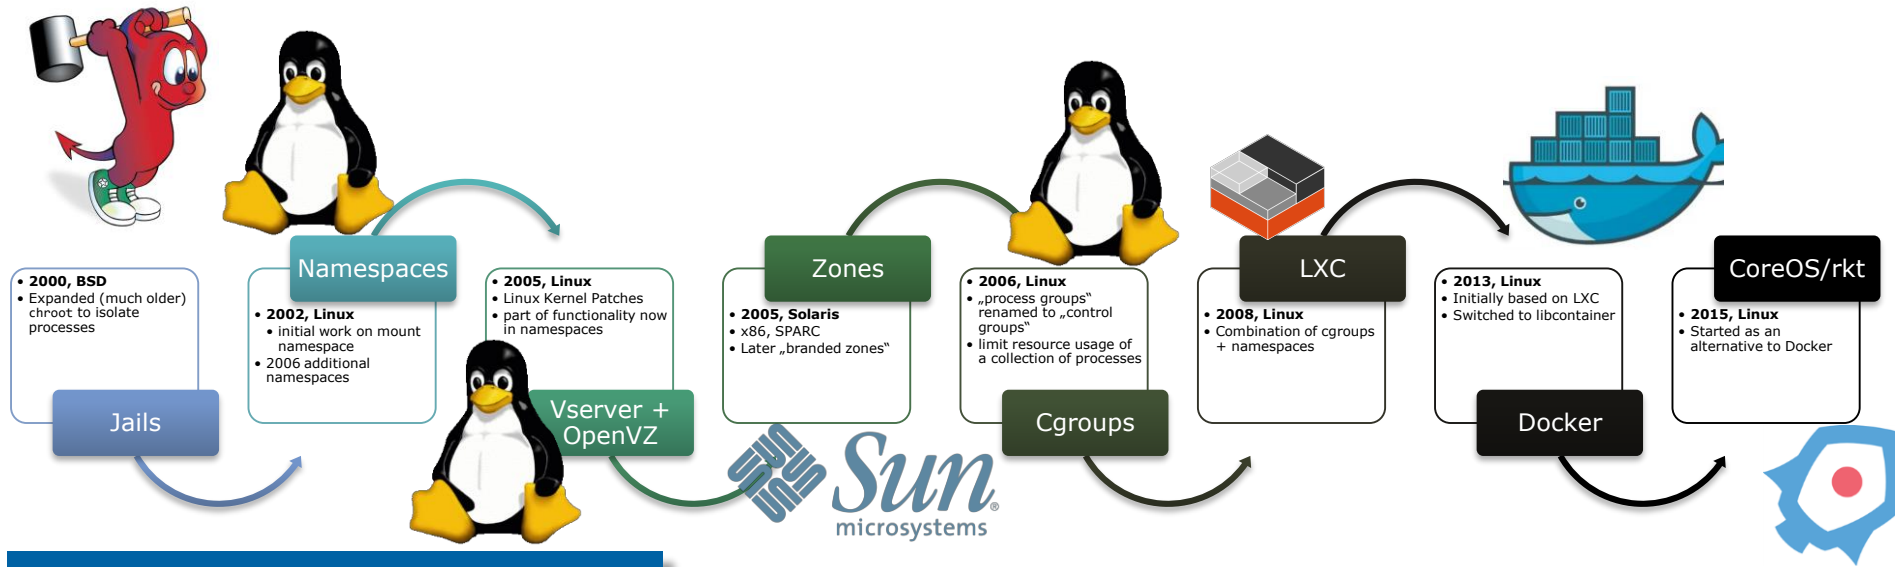 • 2000, BSD
• Expanded (much older)
chroot to isolate
processes
Jails
Namespaces
• 2002, Linux
• initial work on mount
namespace
• 2006 additional
namespaces
• 2005, Linux
• Linux Kernel Patches
• part of functionality now
in namespaces
Vserver +
OpenVZ
Zones
• 2005, Solaris
• x86, SPARC
• Later „branded zones“
Sun
microsystems
• 2006, Linux
• „process groups“
renamed to „control
groups“
• limit resource usage of
a collection of processes
Cgroups
LXC
• 2008, Linux
• Combination of cgroups
+ namespaces
• 2013, Linux
• Initially based on LXC
• Switched to libcontainer
Docker
CoreOS/rkt
• 2015, Linux
• Started as an
alternative to Docker